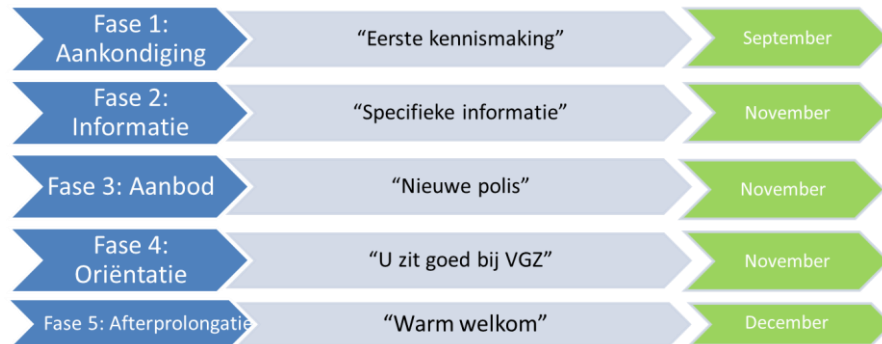 Fase 1:
Aankondiging
“Eerste kennismaking”
September
Fase 2:
Informatie
“Specifieke informatie”
November
Fase 3: Aanbod
“Nieuwe polis”
November
Fase 4:
Oriëntatie
“U zit goed bij VGZ”
November
Fase 5: Afterprolongatie
“Warm welkom”
December